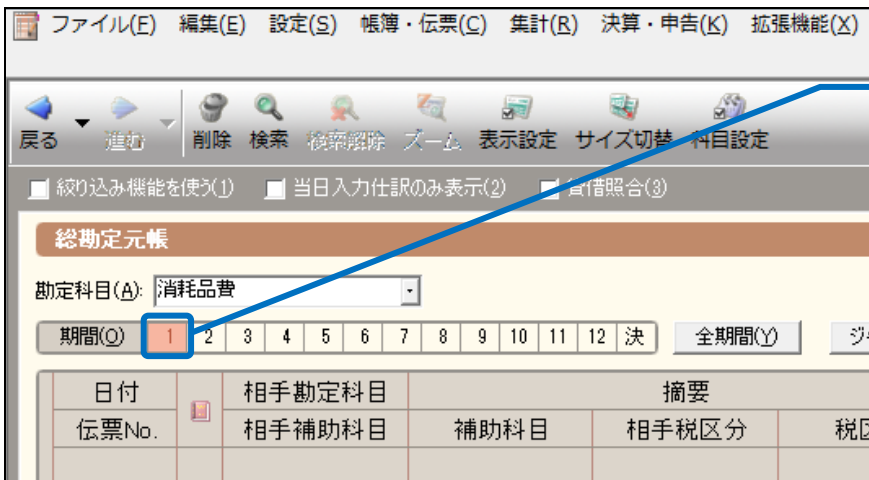 ファイル(F) 編集(E) 設定(S) 帳簿・伝票(C) 集計(R) 決算・申告(K) 拡張機能(X)
戻る 進む 削除 検索 検索解除 ズーム 表示設定 サイズ切替 科目設定
絞り込み機能を使う(1) 当日入力仕訳のみ表示(2) 貸借照合(3)
総勘定元帳
勘定科目(A): 消耗品費
期間(O) 1 2 3 4 5 6 7 8 9 10 11 12 決 全期間(Y) ジ
日付 相手勘定科目 摘要
伝票No. 相手補助科目 補助科目 相手税区分 税区